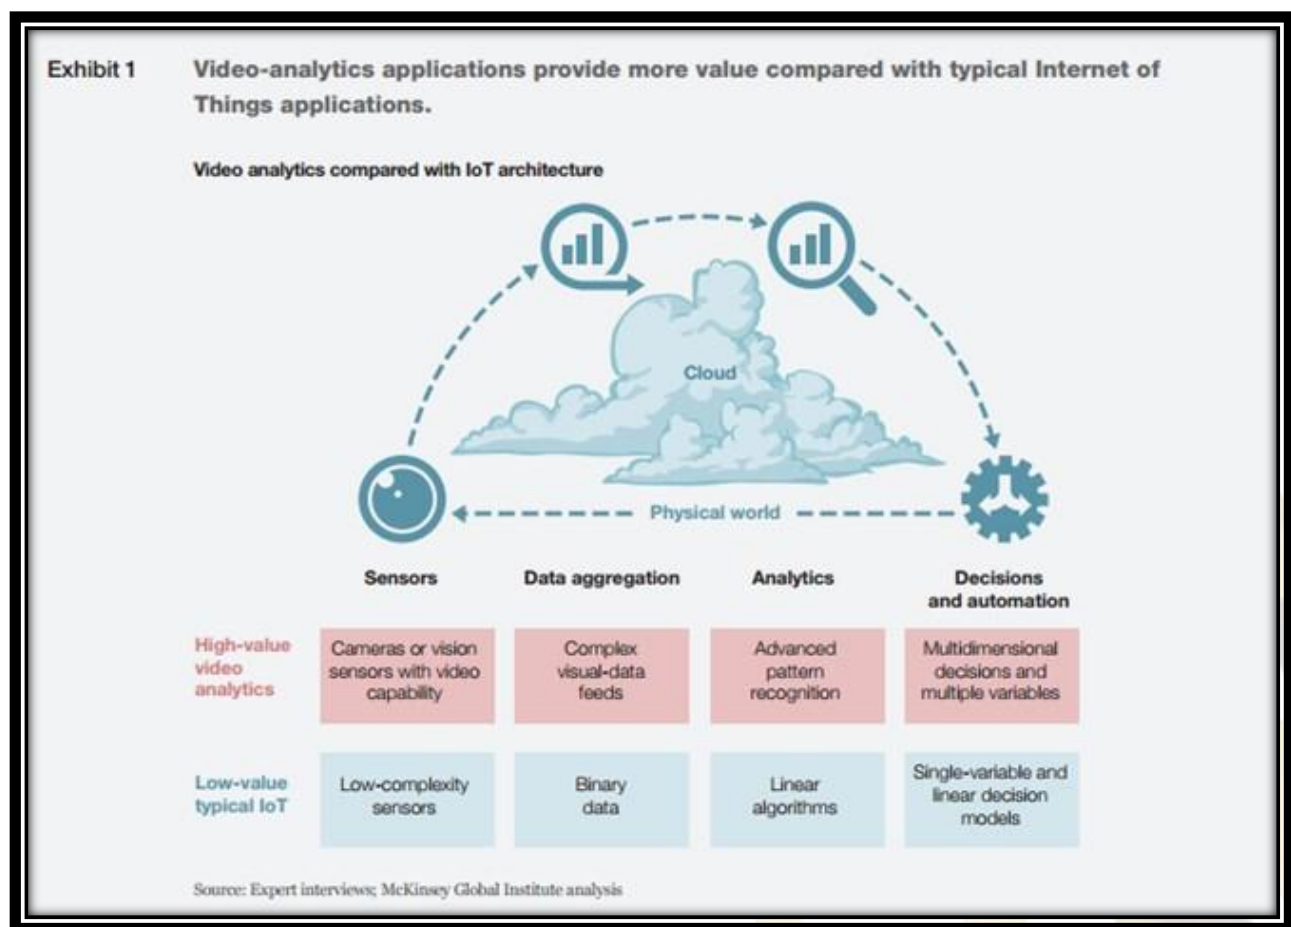 Exhibit 1
Video-analytics applications provide more value compared with typical Internet of
Things applications.
Video analytics compared with IoT architecture
Cloud
Physical world
Sensors
Data aggregation
Analytics
Decisions
and automation
High-value
video
analytics
Cameras or vision
sensors with video
capability
Complex
visual-data
feeds
Advanced
pattern
recognition
Multidimensional
decisions and
multiple variables
Low-value
typical IoT
Low-complexity
sensors
Binary
data
Linear
algorithms
Single-variable and
linear decision
models
Source: Expert interviews; McKinsey Global Institute analysis